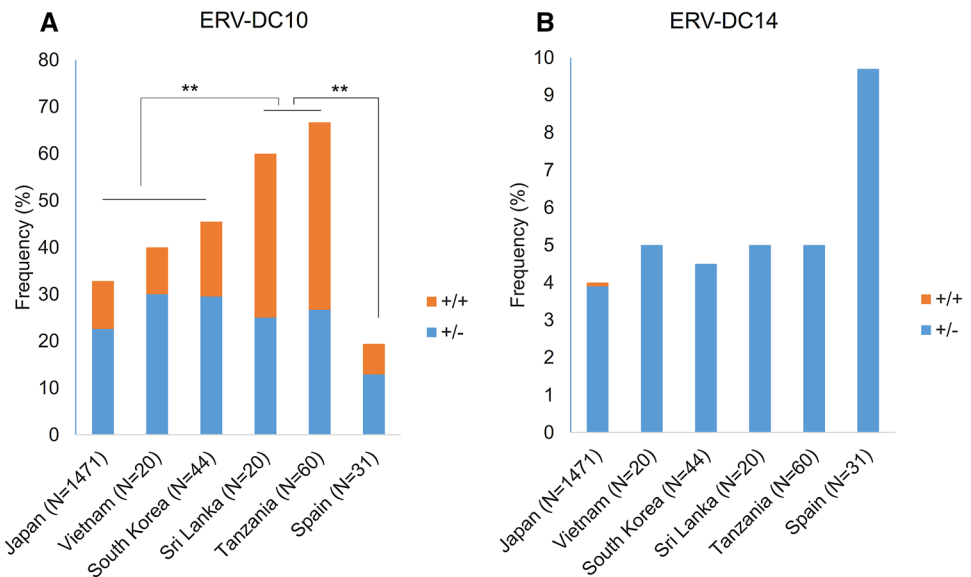 A
ERV-DC10
Frequency (%)
80
70
60
50
40
30
20
10
0
**
**
+/+
+/-
Japan (N=1471)
Vietnam (N=20)
South Korea (N=44)
Sri Lanka (N=20)
Tanzania (N=60)
Spain (N=31)
B
ERV-DC14
Frequency (%)
10
9
8
7
6
5
4
3
2
1
0
+/+
+/-
Japan (N=1471)
Vietnam (N=20)
South Korea (N=44)
Sri Lanka (N=20)
Tanzania (N=60)
Spain (N=31)